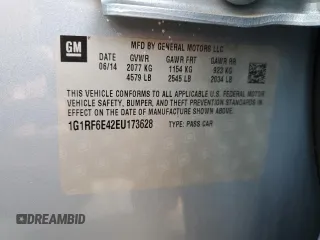 GM
MFD BY GENERAL MOTORS LLC
DATE GVWR GAWR FRT GAWR RR
06/14 2077 KG 1154 KG 923 KG
4579 LB 2545 LB 2034 LB
THIS VEHICLE CONFORMS TO ALL APPLICABLE U.S. FEDERAL MOTOR
VEHICLE SAFETY, BUMPER, AND THEFT PREVENTION STANDARDS
IN EFFECT ON THE DATE OF MANUFACTURE SHOWN ABOVE.
1G1RF6E42EU173628 TYPE: PASS CAR
DREAMBID